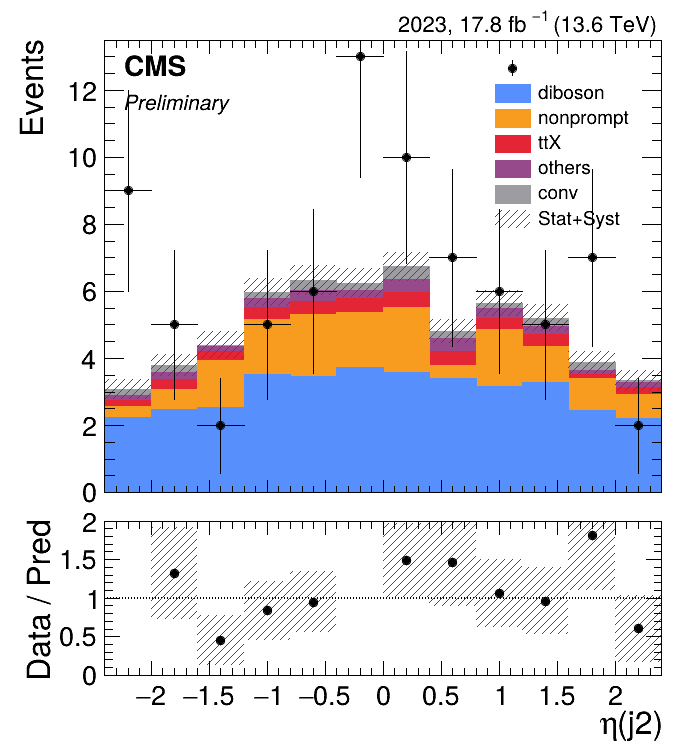 2023, 17.8 fb⁻¹ (13.6 TeV)
CMS
Preliminary
Events
diboson
nonprompt
ttX
others
conv
Stat+Syst
12
10
8
6
4
2
0
Data / Pred
2
1.5
1
0.5
0
−2 −1.5 −1 −0.5 0 0.5 1 1.5 2
η(j2)